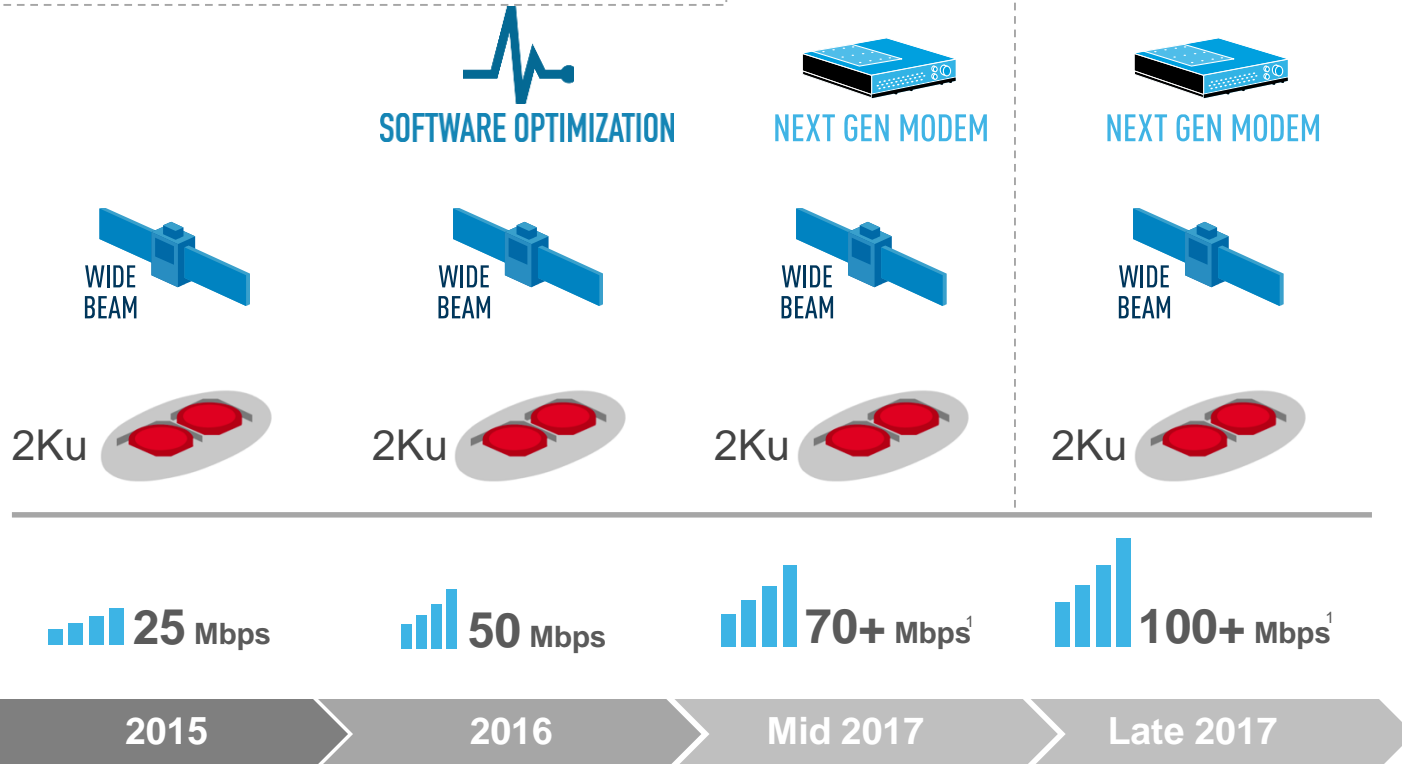 SOFTWARE OPTIMIZATION
NEXT GEN MODEM
NEXT GEN MODEM
WIDE
BEAM
WIDE
BEAM
WIDE
BEAM
WIDE
BEAM
2Ku
2Ku
2Ku
2Ku
25 Mbps
50 Mbps
70+ Mbps¹
100+ Mbps¹
2015
2016
Mid 2017
Late 2017